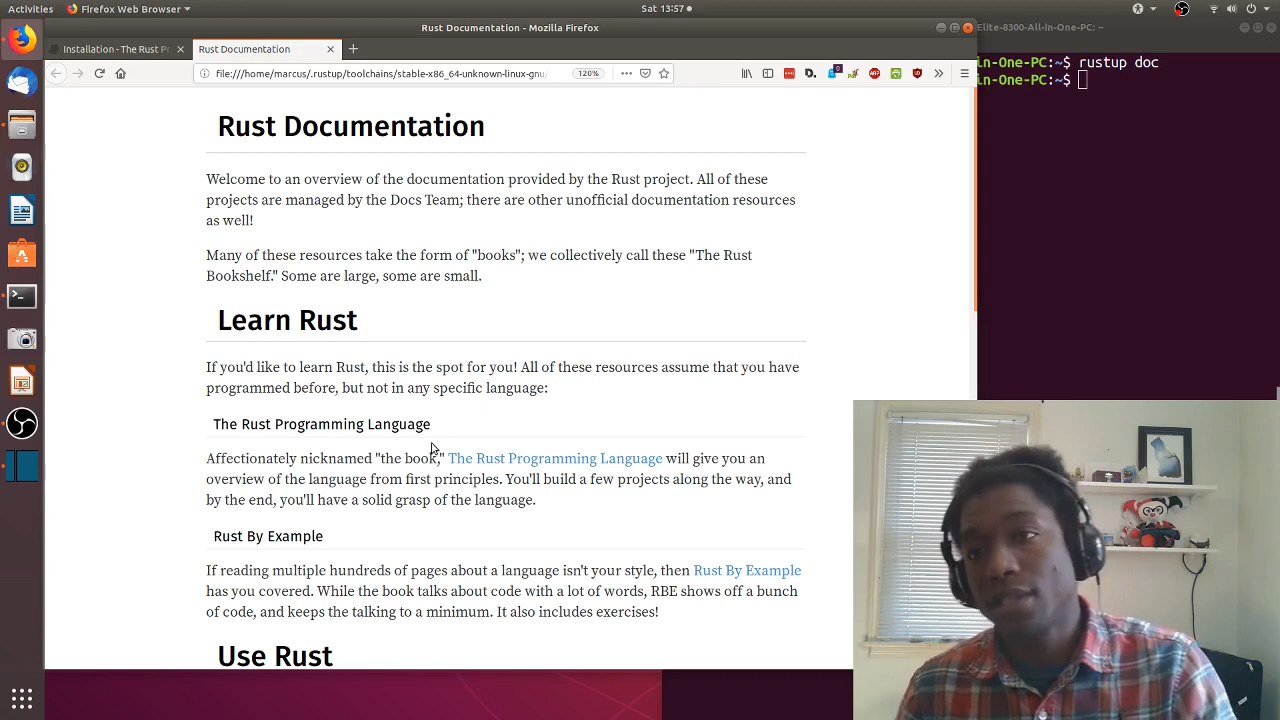 Activities
Firefox Web Browser
Sat 13:57
Rust Documentation - Mozilla Firefox
Elite-8300-All-in-One-PC: ~
Installation - The Rust Pr
Rust Documentation
file:///home/marcus/.rustup/toolchains/stable-x86_64-unknown-linux-gnu/
120%
in-One-PC:~$ rustup doc
in-One-PC:~$
Rust Documentation
Welcome to an overview of the documentation provided by the Rust project. All of these
projects are managed by the Docs Team; there are other unofficial documentation resources
as well!
Many of these resources take the form of "books"; we collectively call these "The Rust
Bookshelf." Some are large, some are small.
Learn Rust
If you'd like to learn Rust, this is the spot for you! All of these resources assume that you have
programmed before, but not in any specific language:
The Rust Programming Language
Affectionately nicknamed "the book," The Rust Programming Language will give you an
overview of the language from first principles. You'll build a few projects along the way, and
by the end, you'll have a solid grasp of the language.
Rust By Example
If reading multiple hundreds of pages about a language isn't your style, then Rust By Example
has you covered. While the book talks about code with a lot of words, RBE shows off a bunch
of code, and keeps the talking to a minimum. It also includes exercises!
Use Rust